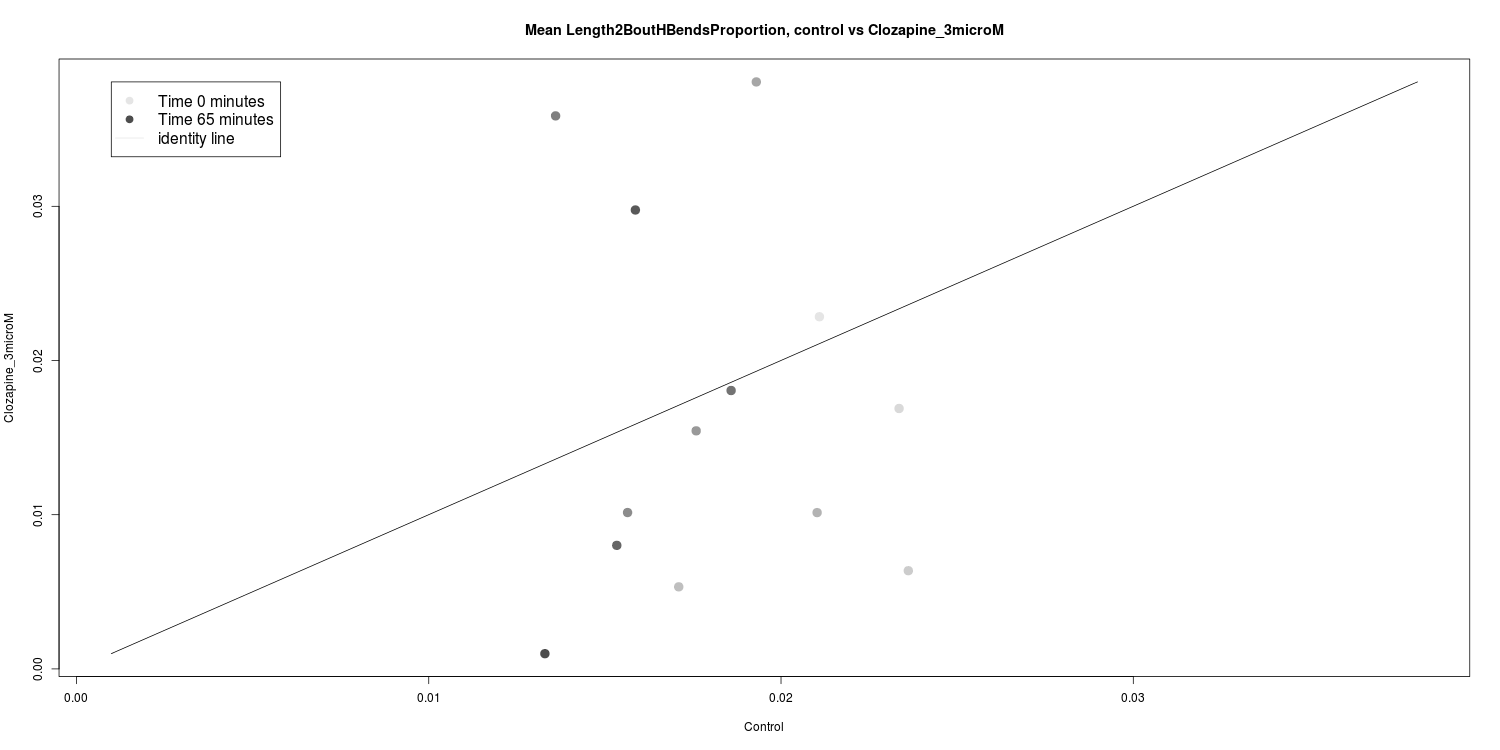 Mean Length2BoutHBendsProportion, control vs Clozapine_3microM
Time 0 minutes
Time 65 minutes
identity line
Clozapine_3microM
0.03
0.02
0.01
0.00
0.00 0.01 0.02 0.03
Control